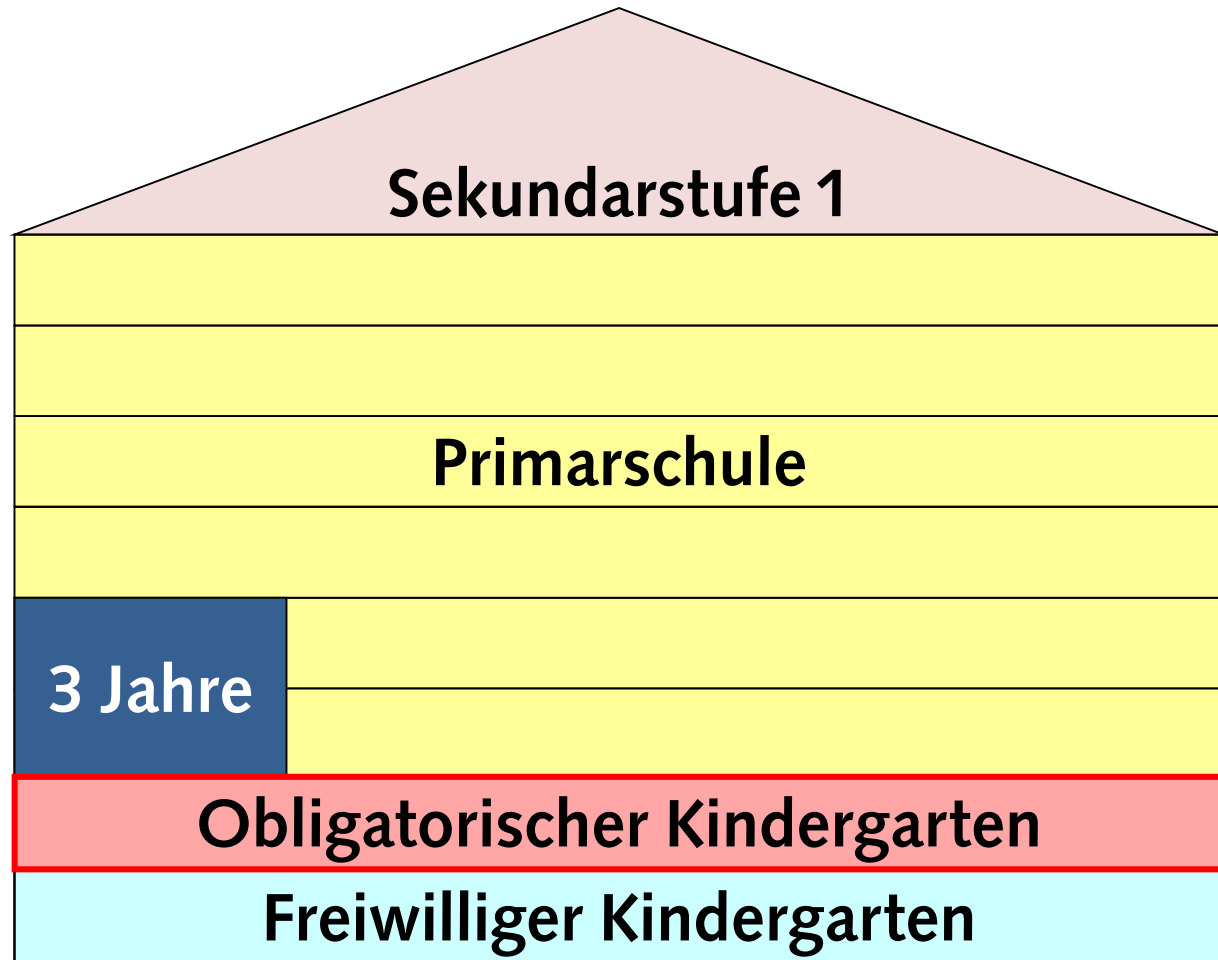 Sekundarstufe 1
Primarschule
3 Jahre
Obligatorischer Kindergarten
Freiwilliger Kindergarten